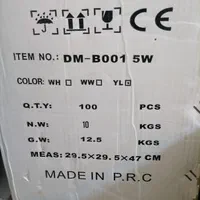 ITEM NO.: DM-B001 5W
COLOR: WH WW YL
Q.T.Y: 100 PCS
N.W: 10 KGS
G.W: 12.5 KGS
MEAS: 29.5×29.5×47 CM
MADE IN P.R.C